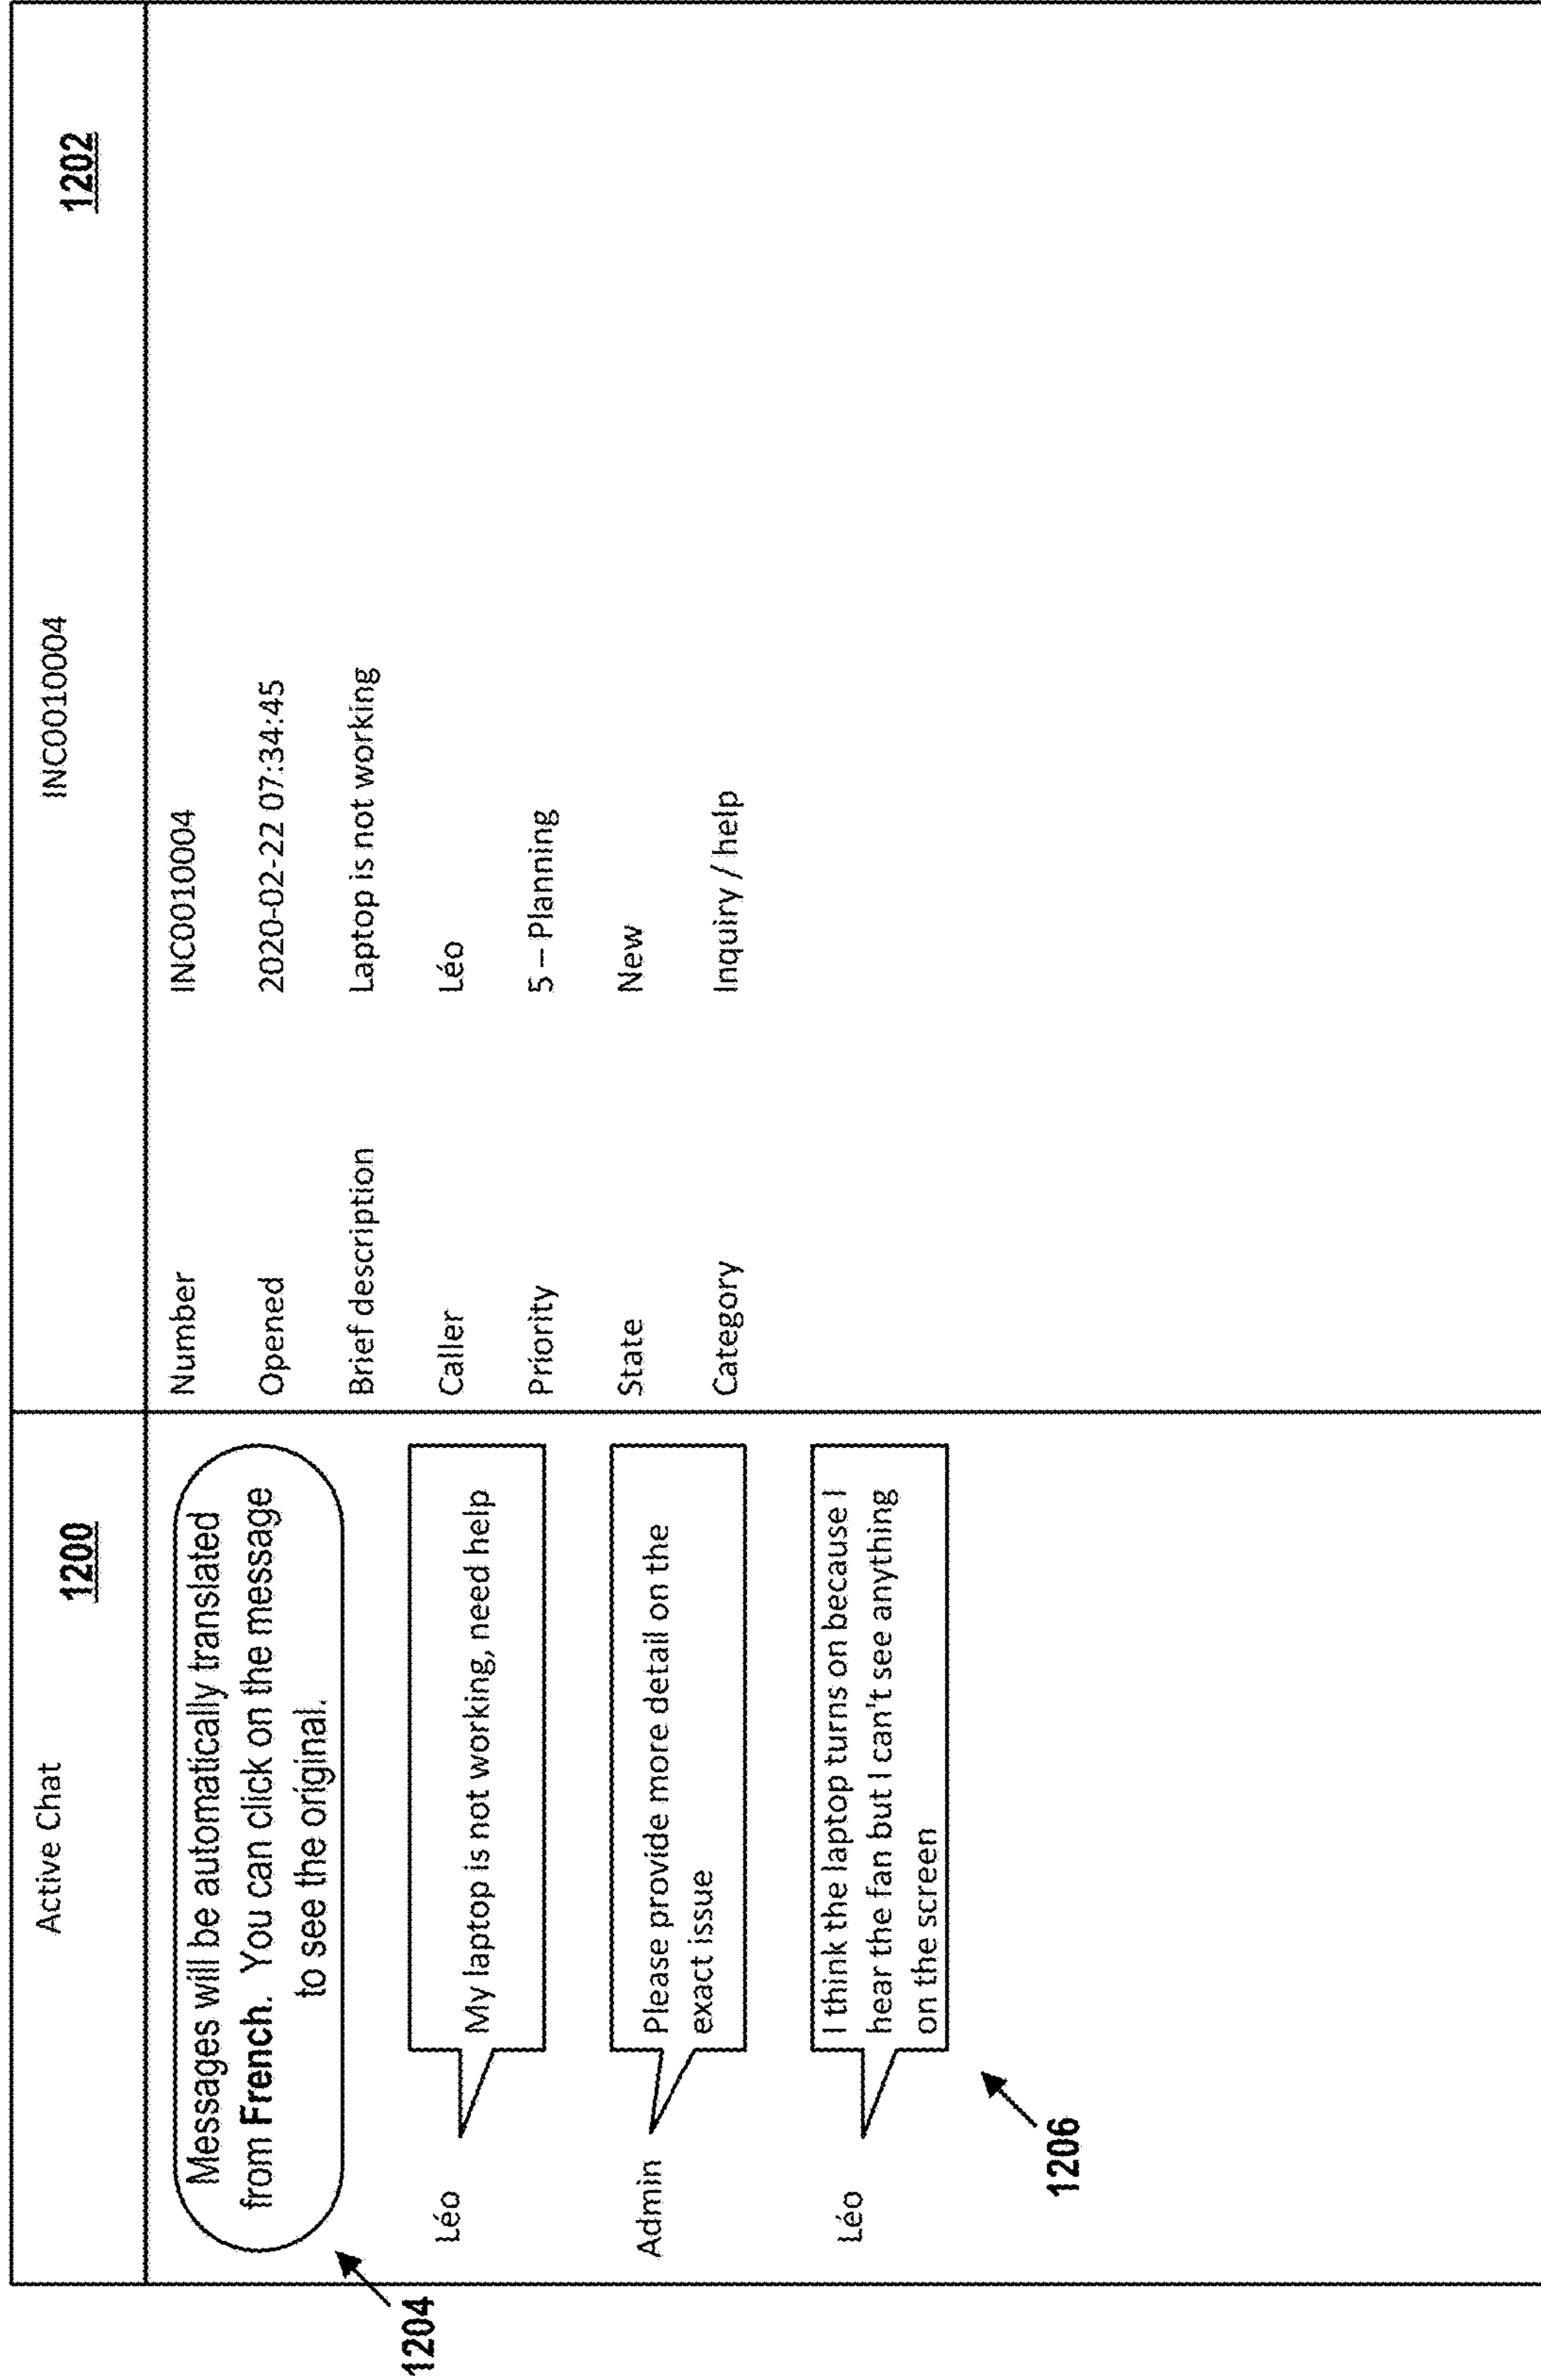 Active Chat
1200
INC0010004
1202
Messages will be automatically translated
from French. You can click on the message
to see the original.
1204
Léo
My laptop is not working, need help
Admin
Please provide more detail on the
exact issue
Léo
I think the laptop turns on because I
hear the fan but I can't see anything
on the screen
1206
Number INC0010004
Opened 2020-02-22 07:34:45
Brief description Laptop is not working
Caller Léo
Priority 5 – Planning
State New
Category Inquiry / help